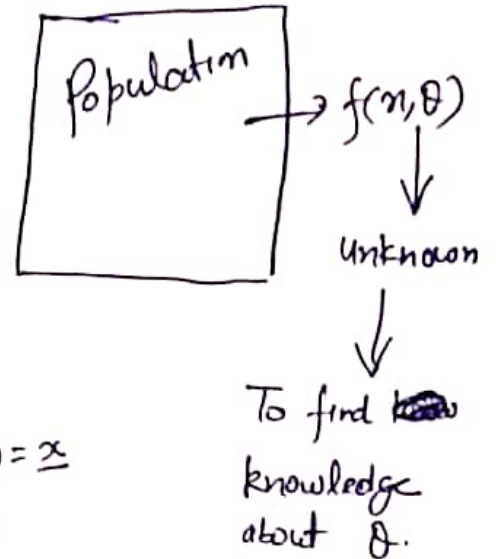 Population
f(x, θ)
Unknown
To find
) = x
knowledge
about θ.